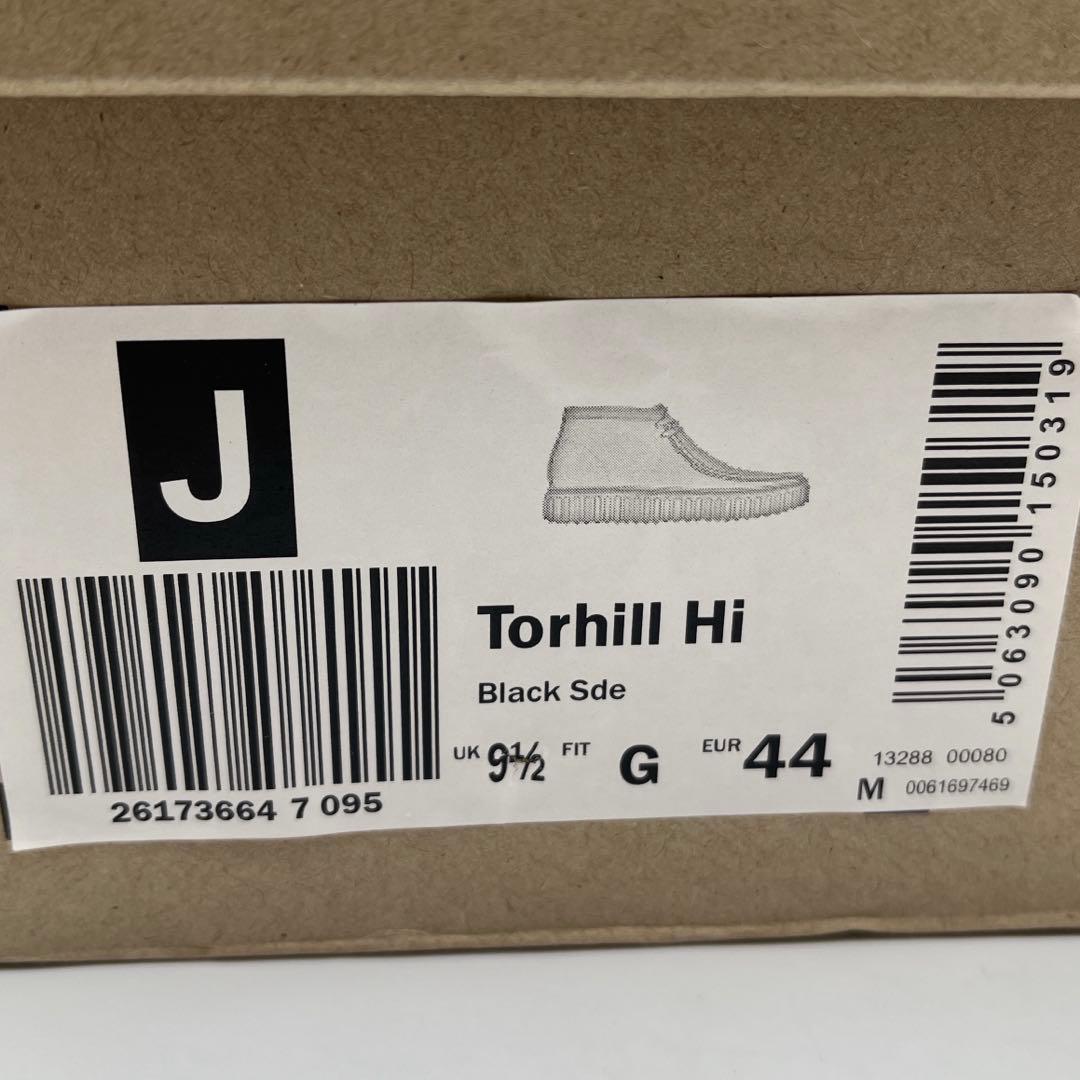 J
26173664 7 095
Torhill Hi
Black Sde
UK 9½ FIT G EUR 44
13288 00080
M 0061697469
5 063090 150319